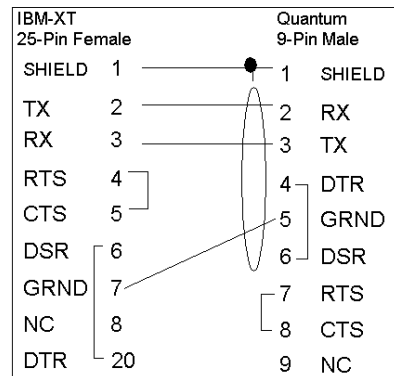 IBM-XT Quantum
25-Pin Female 9-Pin Male
SHIELD 1 1 SHIELD
TX 2 2 RX
RX 3 3 TX
RTS 4 4 DTR
CTS 5 5 GRND
DSR 6 6 DSR
GRND 7 7 RTS
NC 8 8 CTS
DTR 20 9 NC